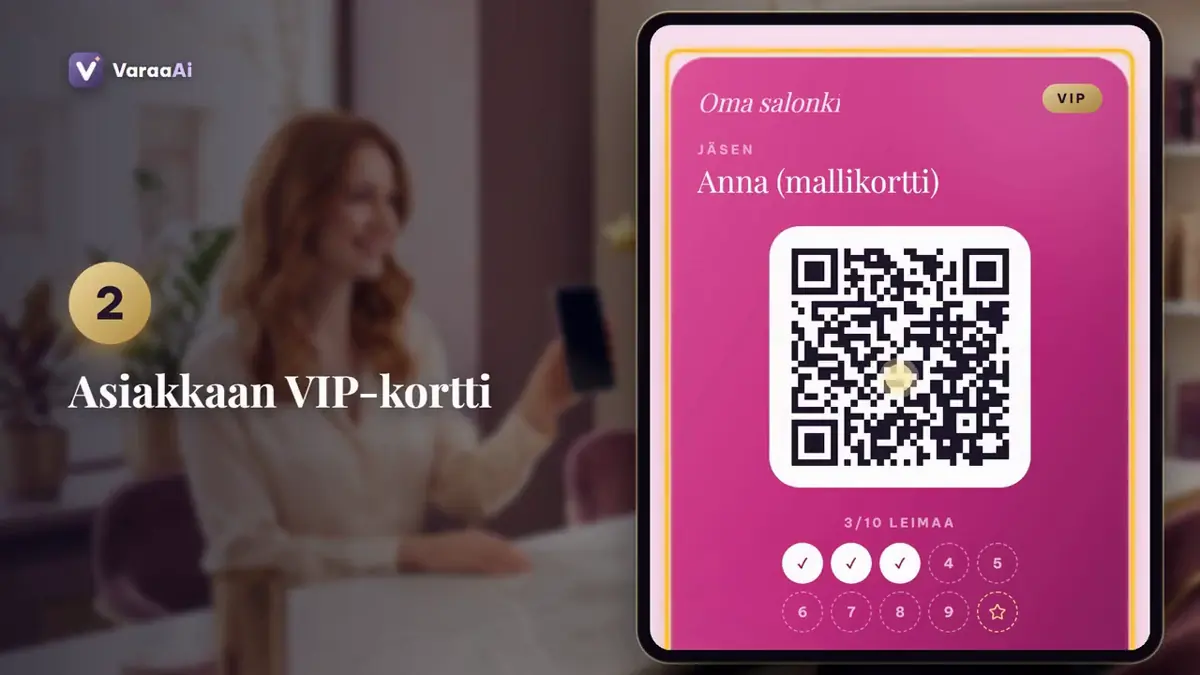 VaraaAi
2
Asiakkaan VIP-kortti
Oma salonki
VIP
JÄSEN
Anna (mallikortti)
3/10 LEIMAA
✓ ✓ ✓ 4 5
6 7 8 9